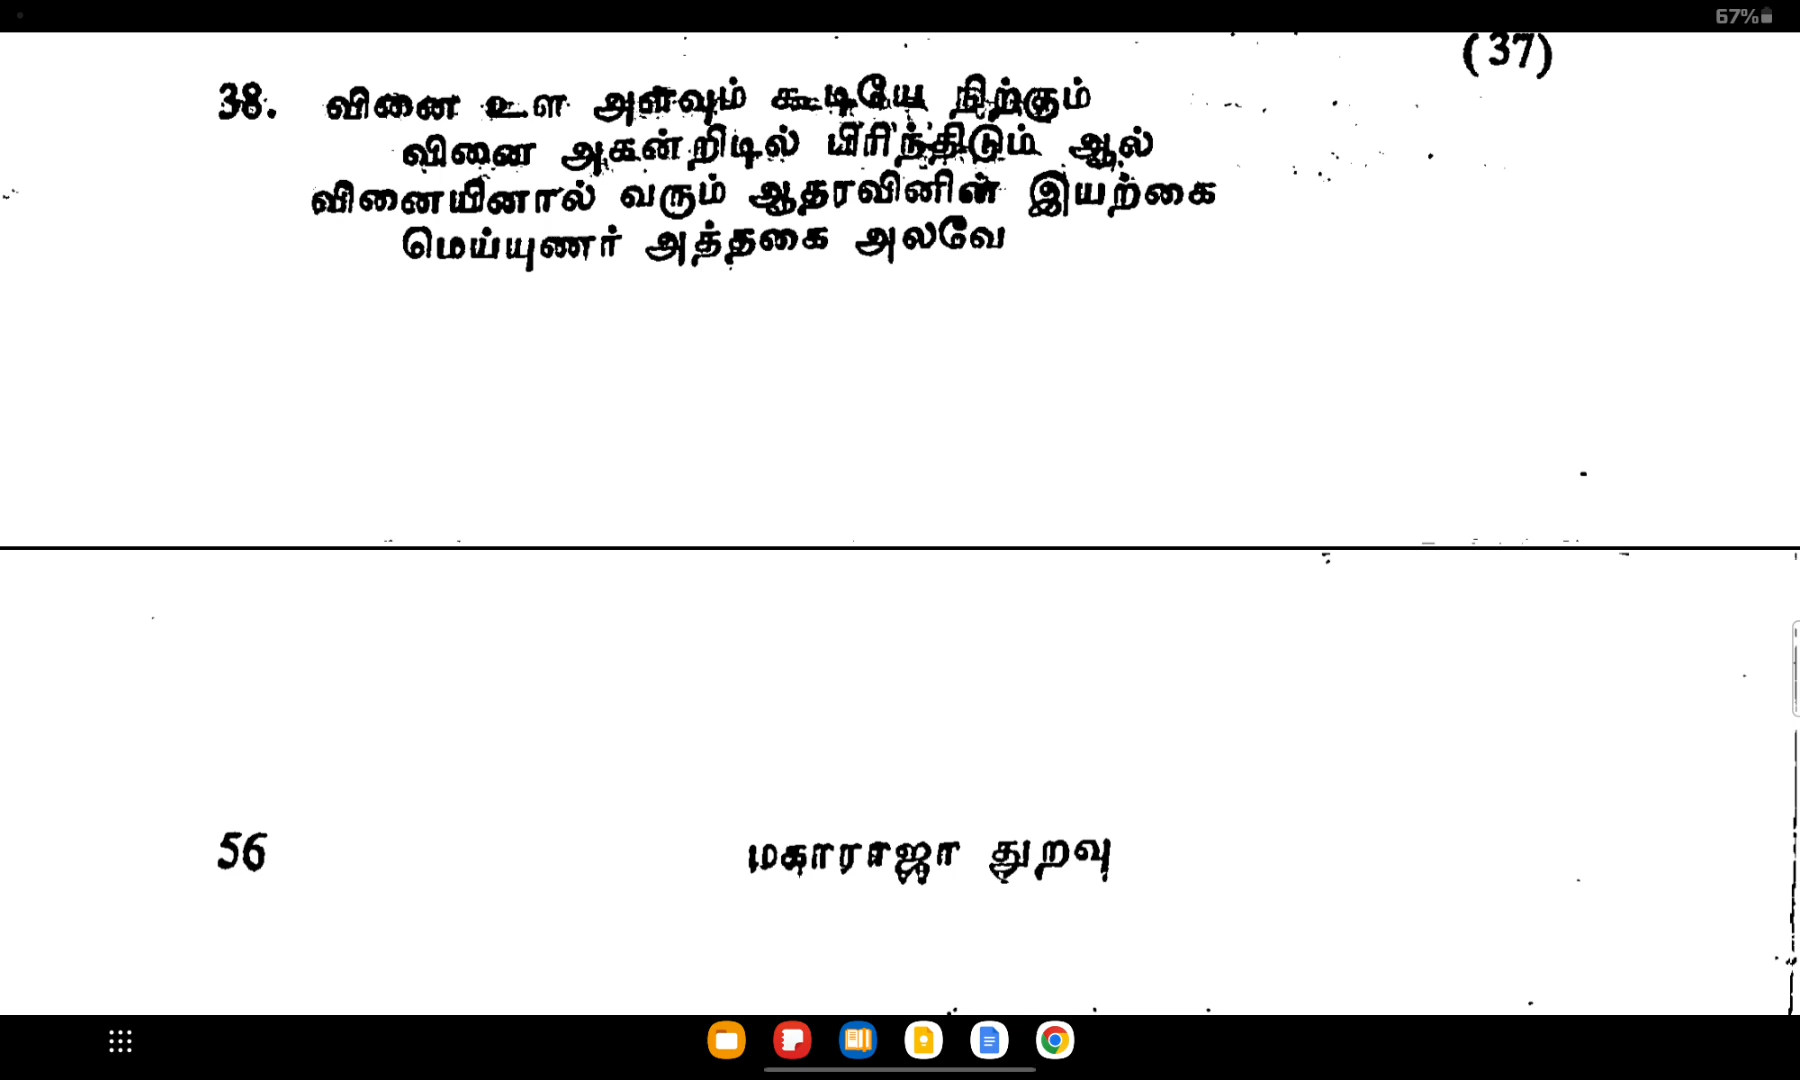 67%
(37)
38. வினை உள அளவும் கூடியே நிற்கும்
வினை அகன்றிடில் பிரிந்திடும் ஆல்
வினையினால் வரும் ஆதரவினின் இயற்கை
மெய்யுணர் அத்தகை அலவே
56 மகாராஜா துறவு